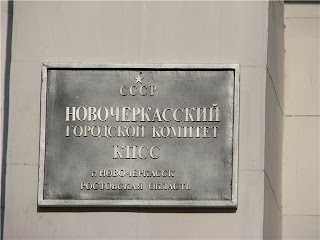 СССР
НОВОЧЕРКАССКИЙ
ГОРОДСКОЙ КОМИТЕТ
КПСС
г. НОВОЧЕРКАССК
РОСТОВСКАЯ ОБЛАСТЬ